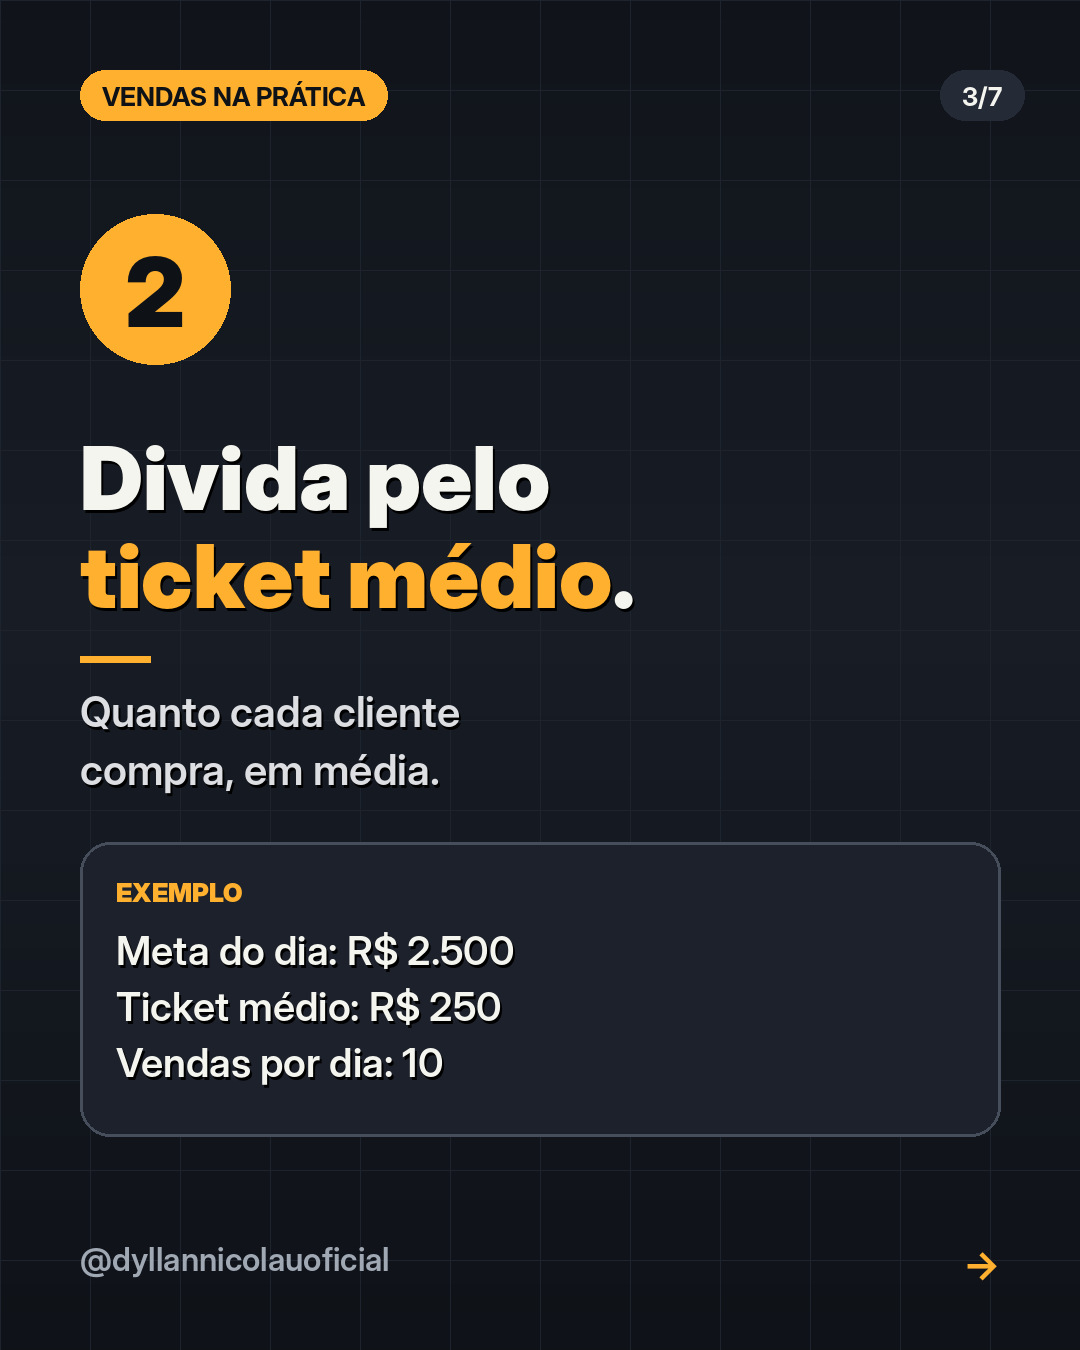 VENDAS NA PRÁTICA
3/7
2
Divida pelo
ticket médio.
Quanto cada cliente
compra, em média.
EXEMPLO
Meta do dia: R$ 2.500
Ticket médio: R$ 250
Vendas por dia: 10
@dyllannicolauoficial
→